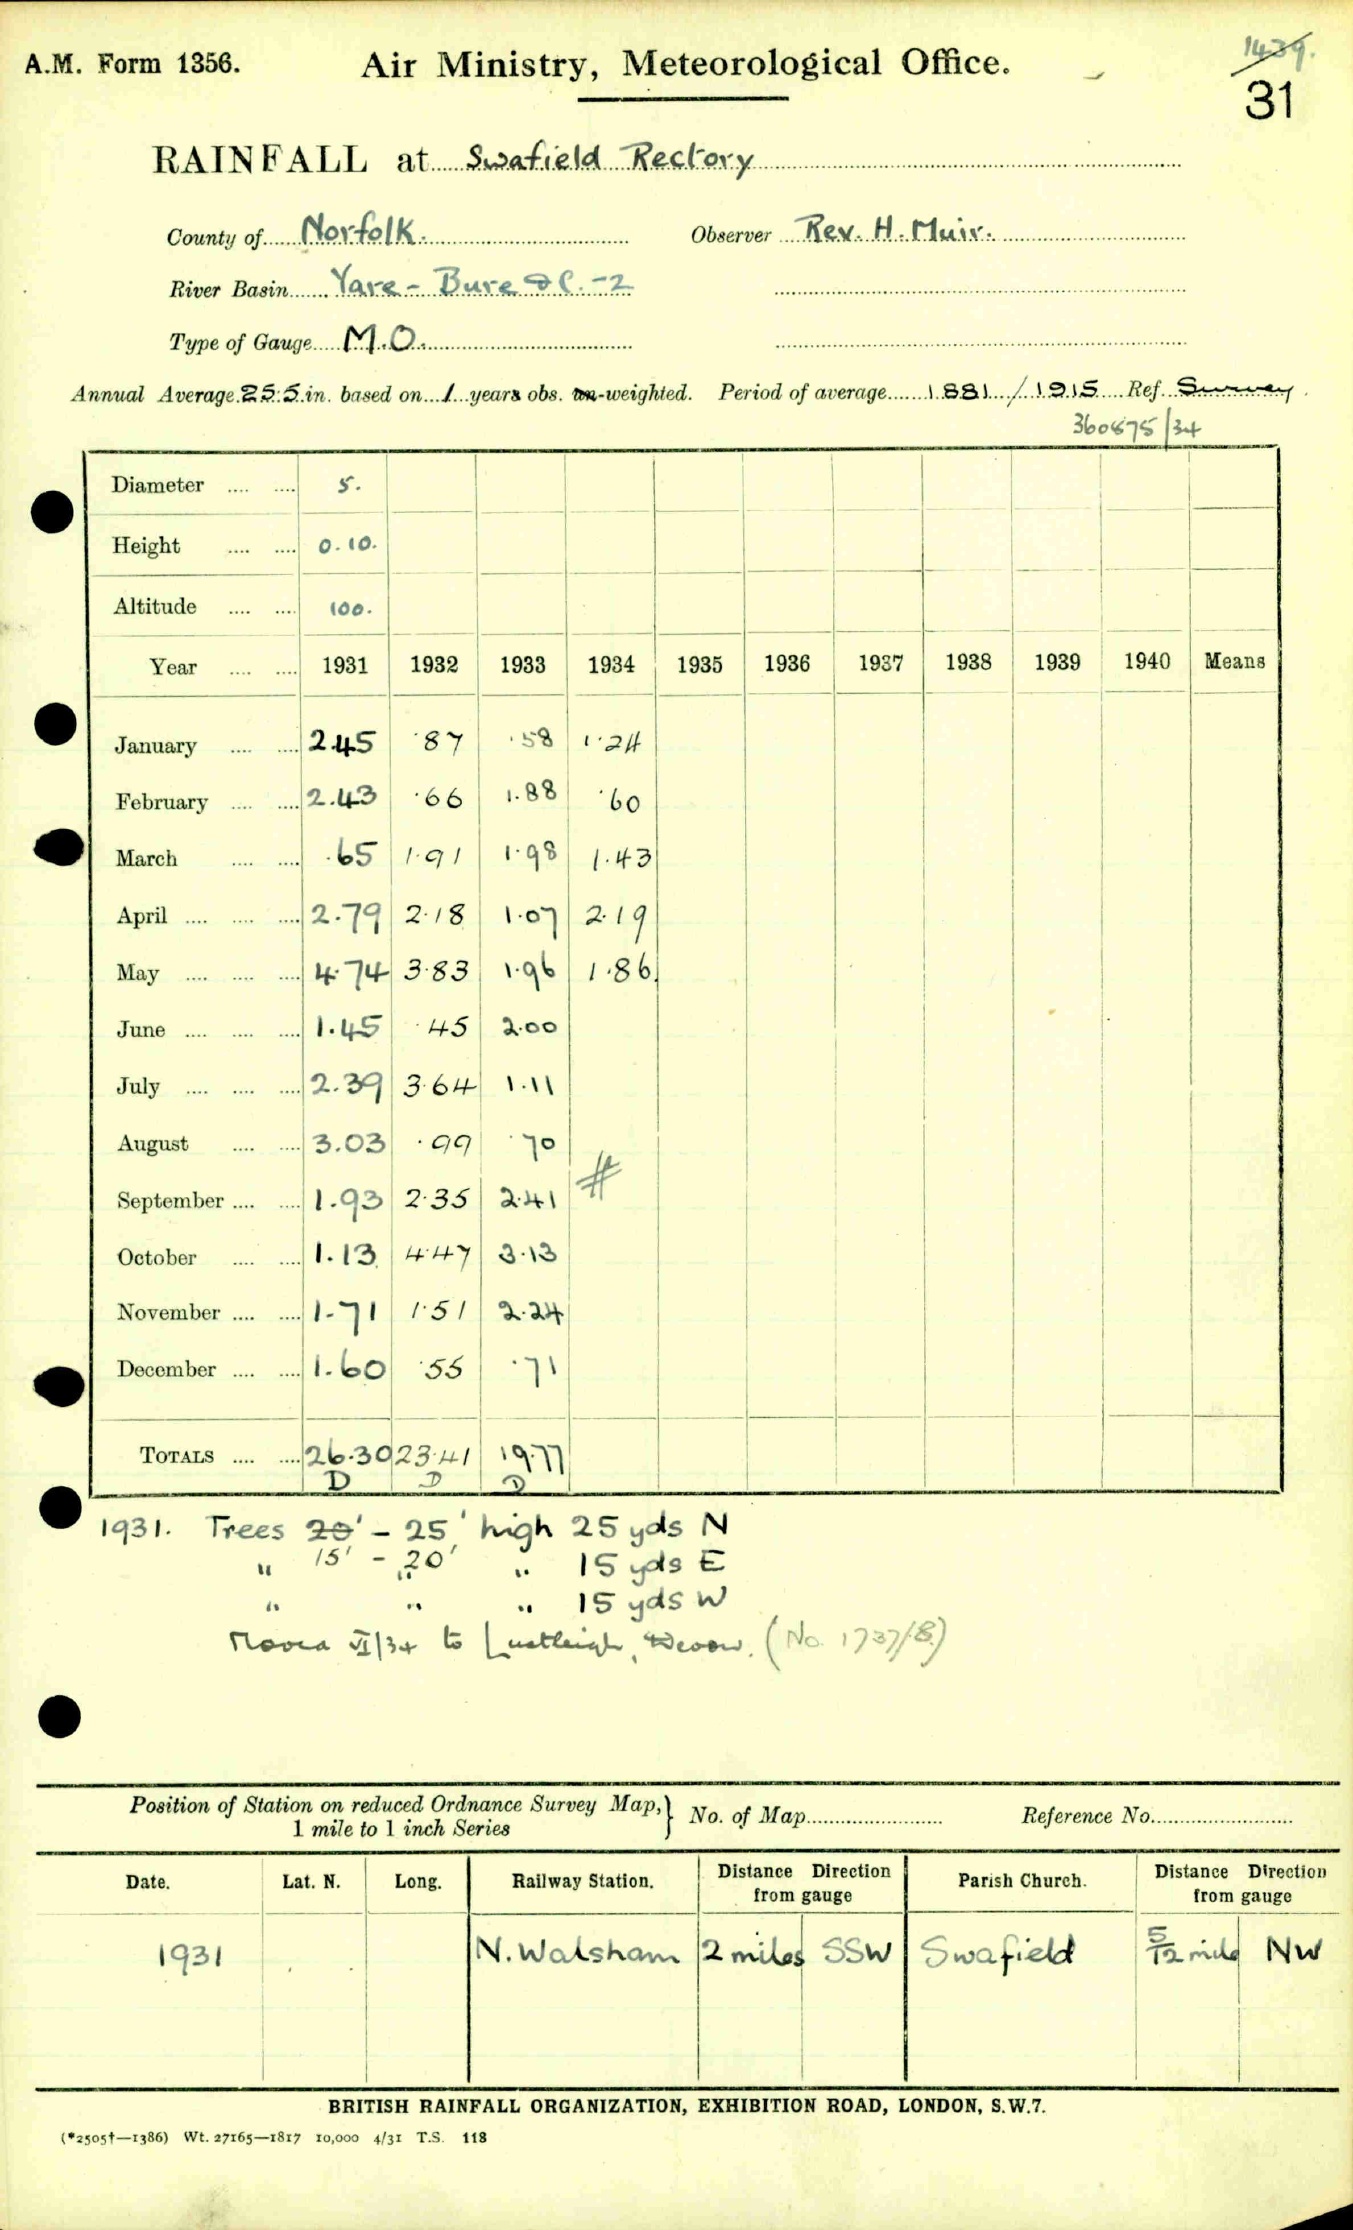 A.M. Form 1356.
Air Ministry, Meteorological Office.
1439.
31
RAINFALL at Swafield Rectory
County of Norfolk.
Observer Rev. H. Muir.
River Basin Yare - Bure &c. -2
Type of Gauge M.O.
Annual Average 25.5 in. based on 1 years obs. un-weighted. Period of average 1881/1915 Ref. Survey
360875/34
Diameter 5.
Height 0.10.
Altitude 100.
Year 1931 1932 1933 1934 1935 1936 1937 1938 1939 1940 Means
January 2.45 .87 .58 1.24
February 2.43 .66 1.88 .60
March .65 1.91 1.98 1.43
April 2.79 2.18 1.07 2.19
May 4.74 3.83 1.96 1.86
June 1.45 .45 2.00
July 2.39 3.64 1.11
August 3.03 .99 .70
#
September 1.93 2.35 2.41
October 1.13 4.47 3.13
November 1.71 1.51 2.24
December 1.60 .55 .71
TOTALS 26.30 23.41 19.77
D D D
1931. Trees 20' - 25' high 25 yds N
" 15' - 20' " 15 yds E
" " " 15 yds W
Moved VI/34 to Lustleigh, Devon. (No. 1737/8)
Position of Station on reduced Ordnance Survey Map,} No. of Map Reference No.
1 mile to 1 inch Series
Date. Lat. N. Long. Railway Station. Distance Direction from gauge Parish Church. Distance Direction from gauge
1931 N. Walsham 2 miles SSW Swafield 5/12 mile NW
BRITISH RAINFALL ORGANIZATION, EXHIBITION ROAD, LONDON, S.W.7.
(*2505†—1386) Wt. 27165—1817 10,000 4/31 T.S. 118